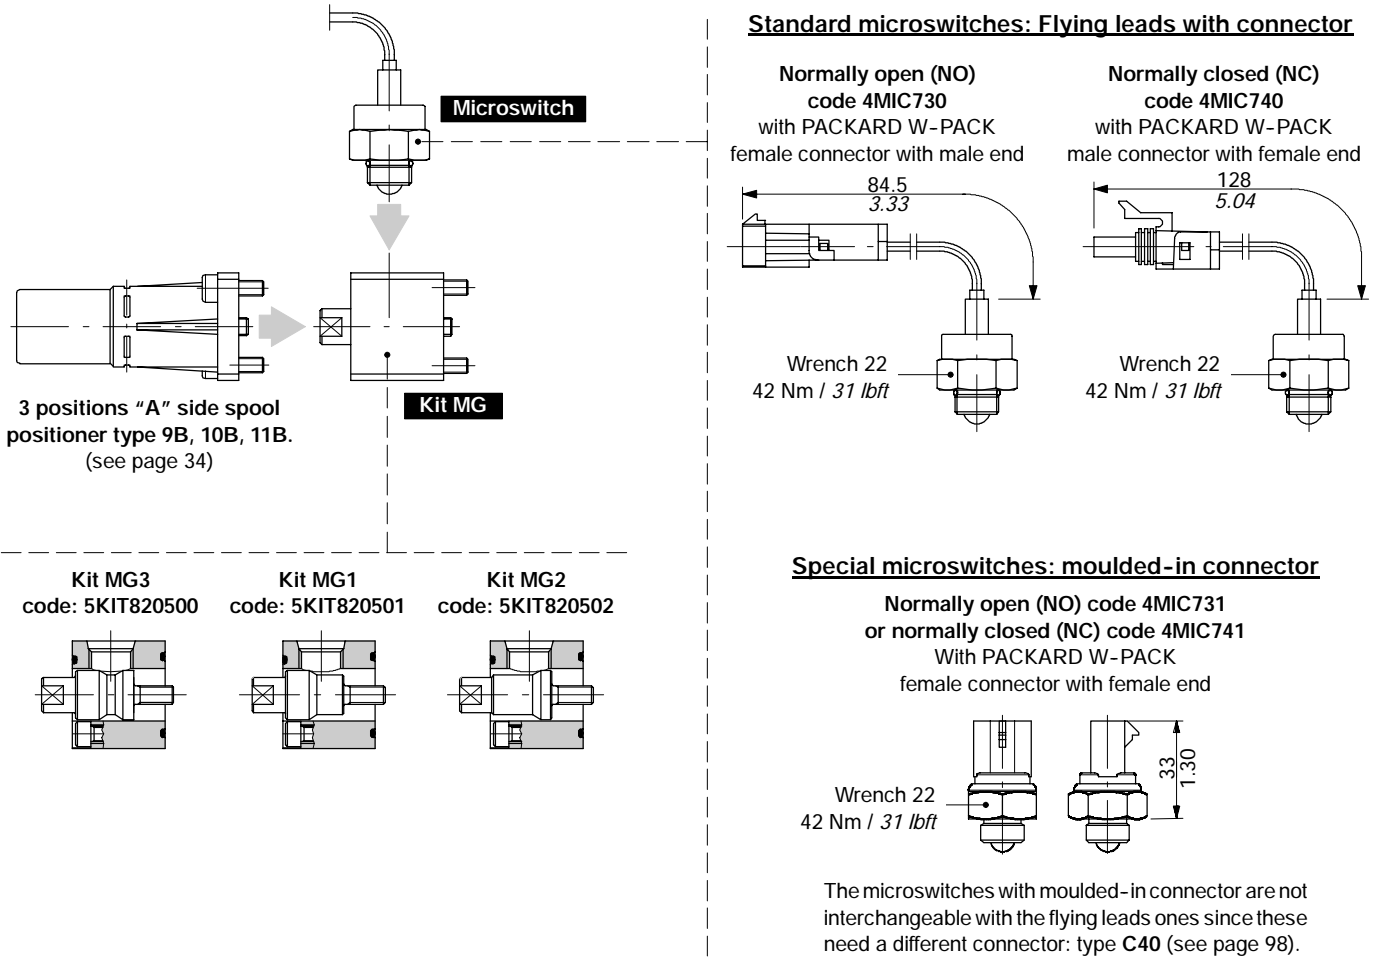 Microswitch
Kit MG
3 positions “A” side spool
positioner type 9B, 10B, 11B.
(see page 34)
Kit MG3
code: 5KIT820500
Kit MG1
code: 5KIT820501
Kit MG2
code: 5KIT820502
Standard microswitches: Flying leads with connector
Normally open (NO)
code 4MIC730
with PACKARD W-PACK
female connector with male end
84.5
3.33
Wrench 22
42 Nm / 31 lbft
Normally closed (NC)
code 4MIC740
with PACKARD W-PACK
male connector with female end
128
5.04
Wrench 22
42 Nm / 31 lbft
Special microswitches: moulded-in connector
Normally open (NO) code 4MIC731
or normally closed (NC) code 4MIC741
With PACKARD W-PACK
female connector with female end
33
1.30
Wrench 22
42 Nm / 31 lbft
The microswitches with moulded-in connector are not
interchangeable with the flying leads ones since these
need a different connector: type C40 (see page 98).